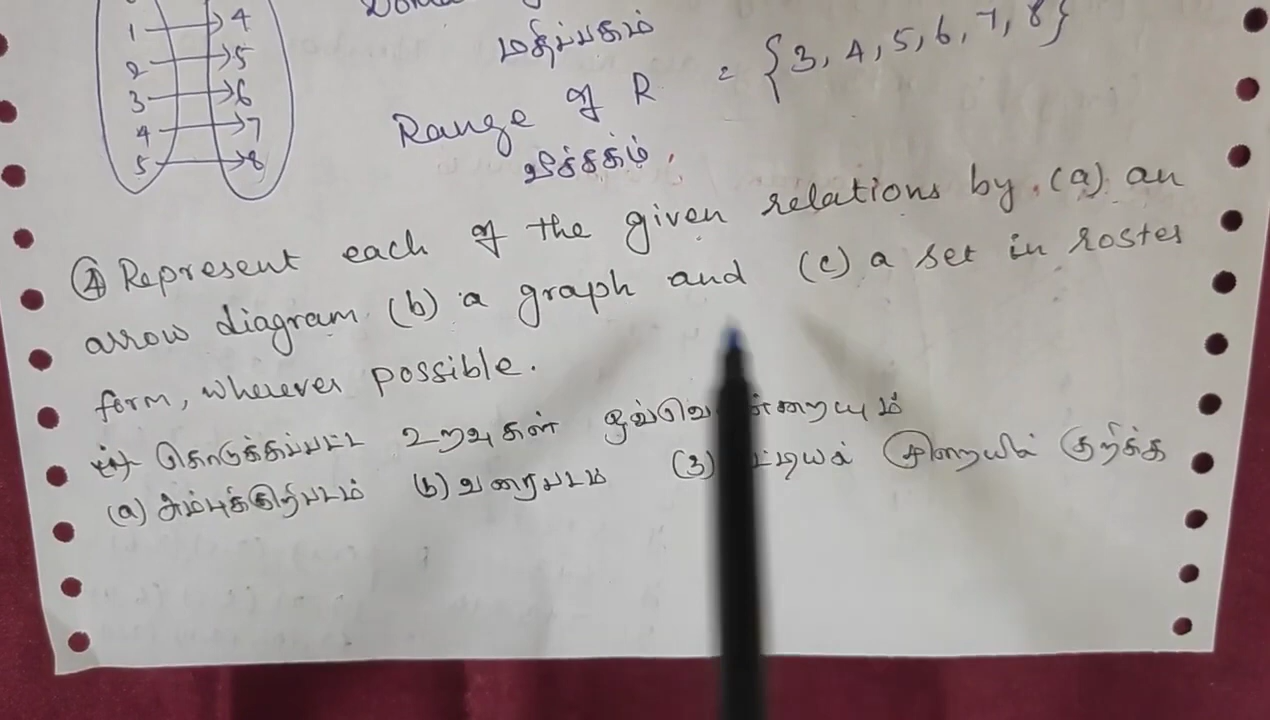 மதிப்பகம்
1 → 4
2 → 5
3 → 6
4 → 7
5 → 8
Range of R = {3, 4, 5, 6, 7, 8}
வீச்சகம்.
④ Represent each of the given relations by (a) an
arrow diagram (b) a graph and (c) a set in roster
form, wherever possible.
கொடுக்கப்பட்ட உறவுகள்
(a) அம்புக்குறிபடம் (b) வரைபடம் (3) முறையில் குறிக்க